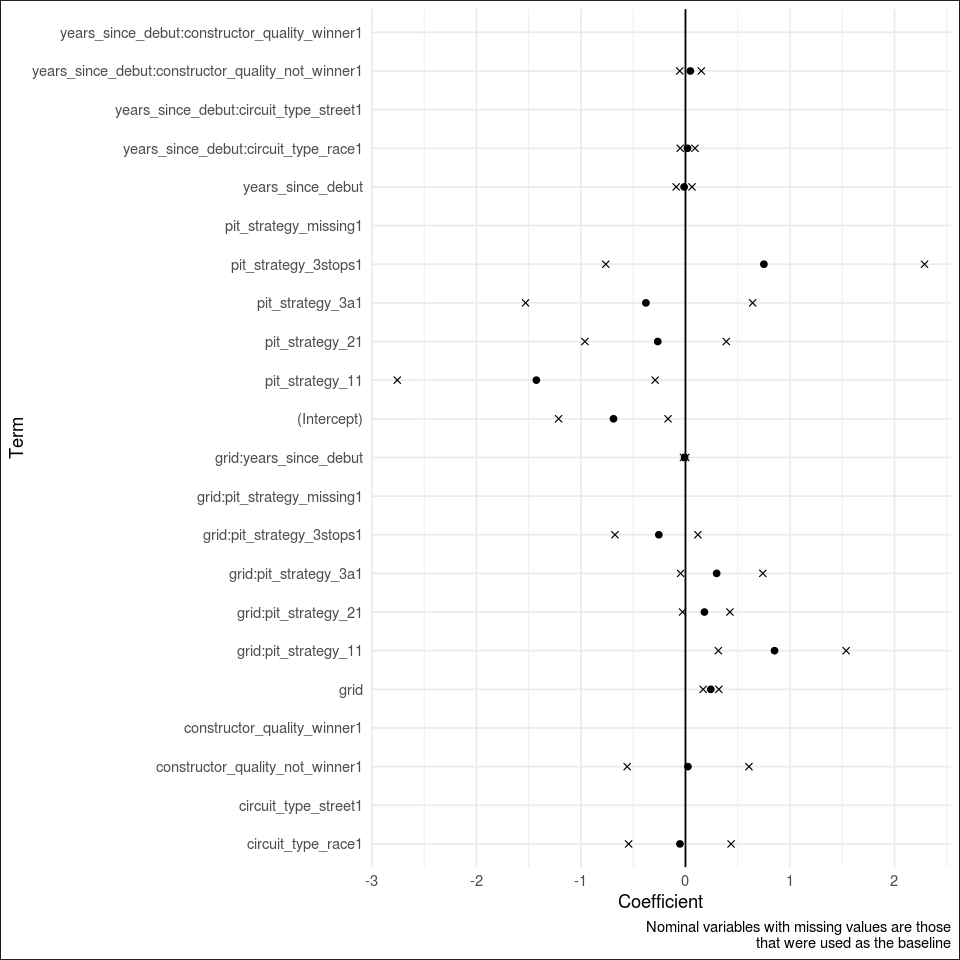 years_since_debut:constructor_quality_winner1
years_since_debut:constructor_quality_not_winner1
years_since_debut:circuit_type_street1
years_since_debut:circuit_type_race1
years_since_debut
pit_strategy_missing1
pit_strategy_3stops1
pit_strategy_3a1
pit_strategy_21
pit_strategy_11
(Intercept)
grid:years_since_debut
grid:pit_strategy_missing1
grid:pit_strategy_3stops1
grid:pit_strategy_3a1
grid:pit_strategy_21
grid:pit_strategy_11
grid
constructor_quality_winner1
constructor_quality_not_winner1
circuit_type_street1
circuit_type_race1
Term
-3 -2 -1 0 1 2
Coefficient
Nominal variables with missing values are those
that were used as the baseline